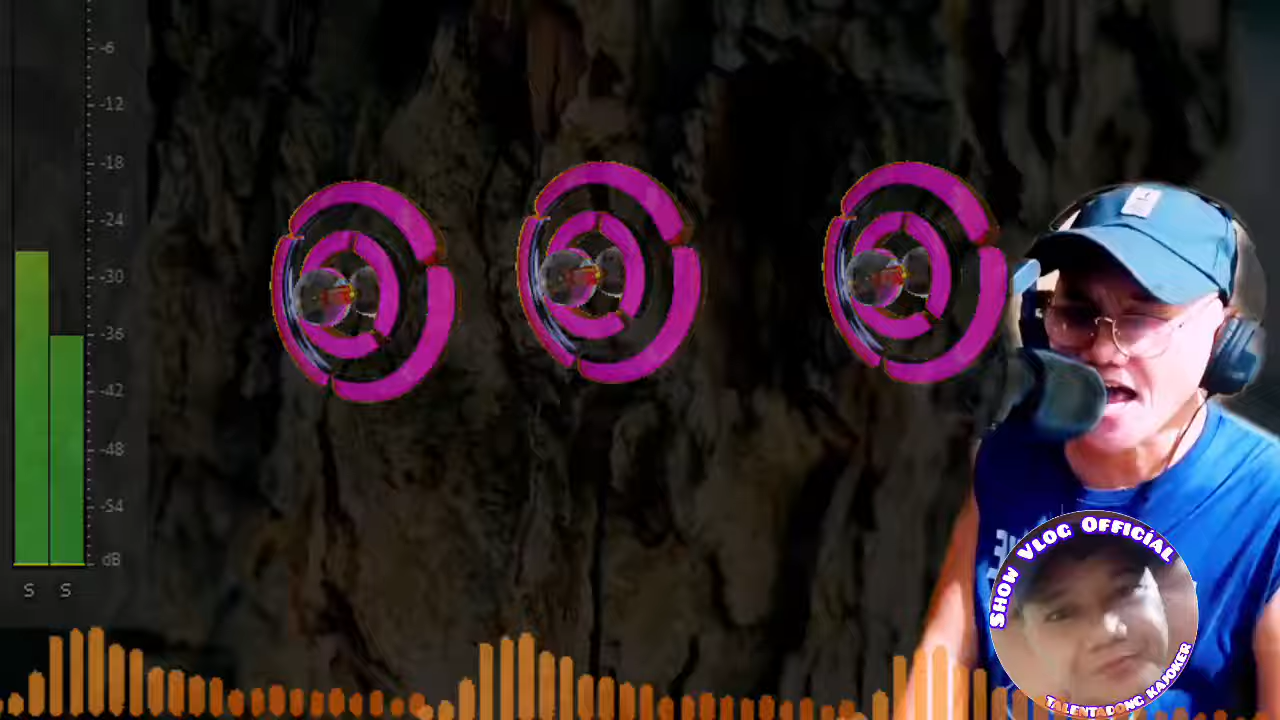 -6
-12
-18
-24
-30
-36
-42
-48
-54
dB
S S
Show Vlog Official
TALENTADONG KAJOKER